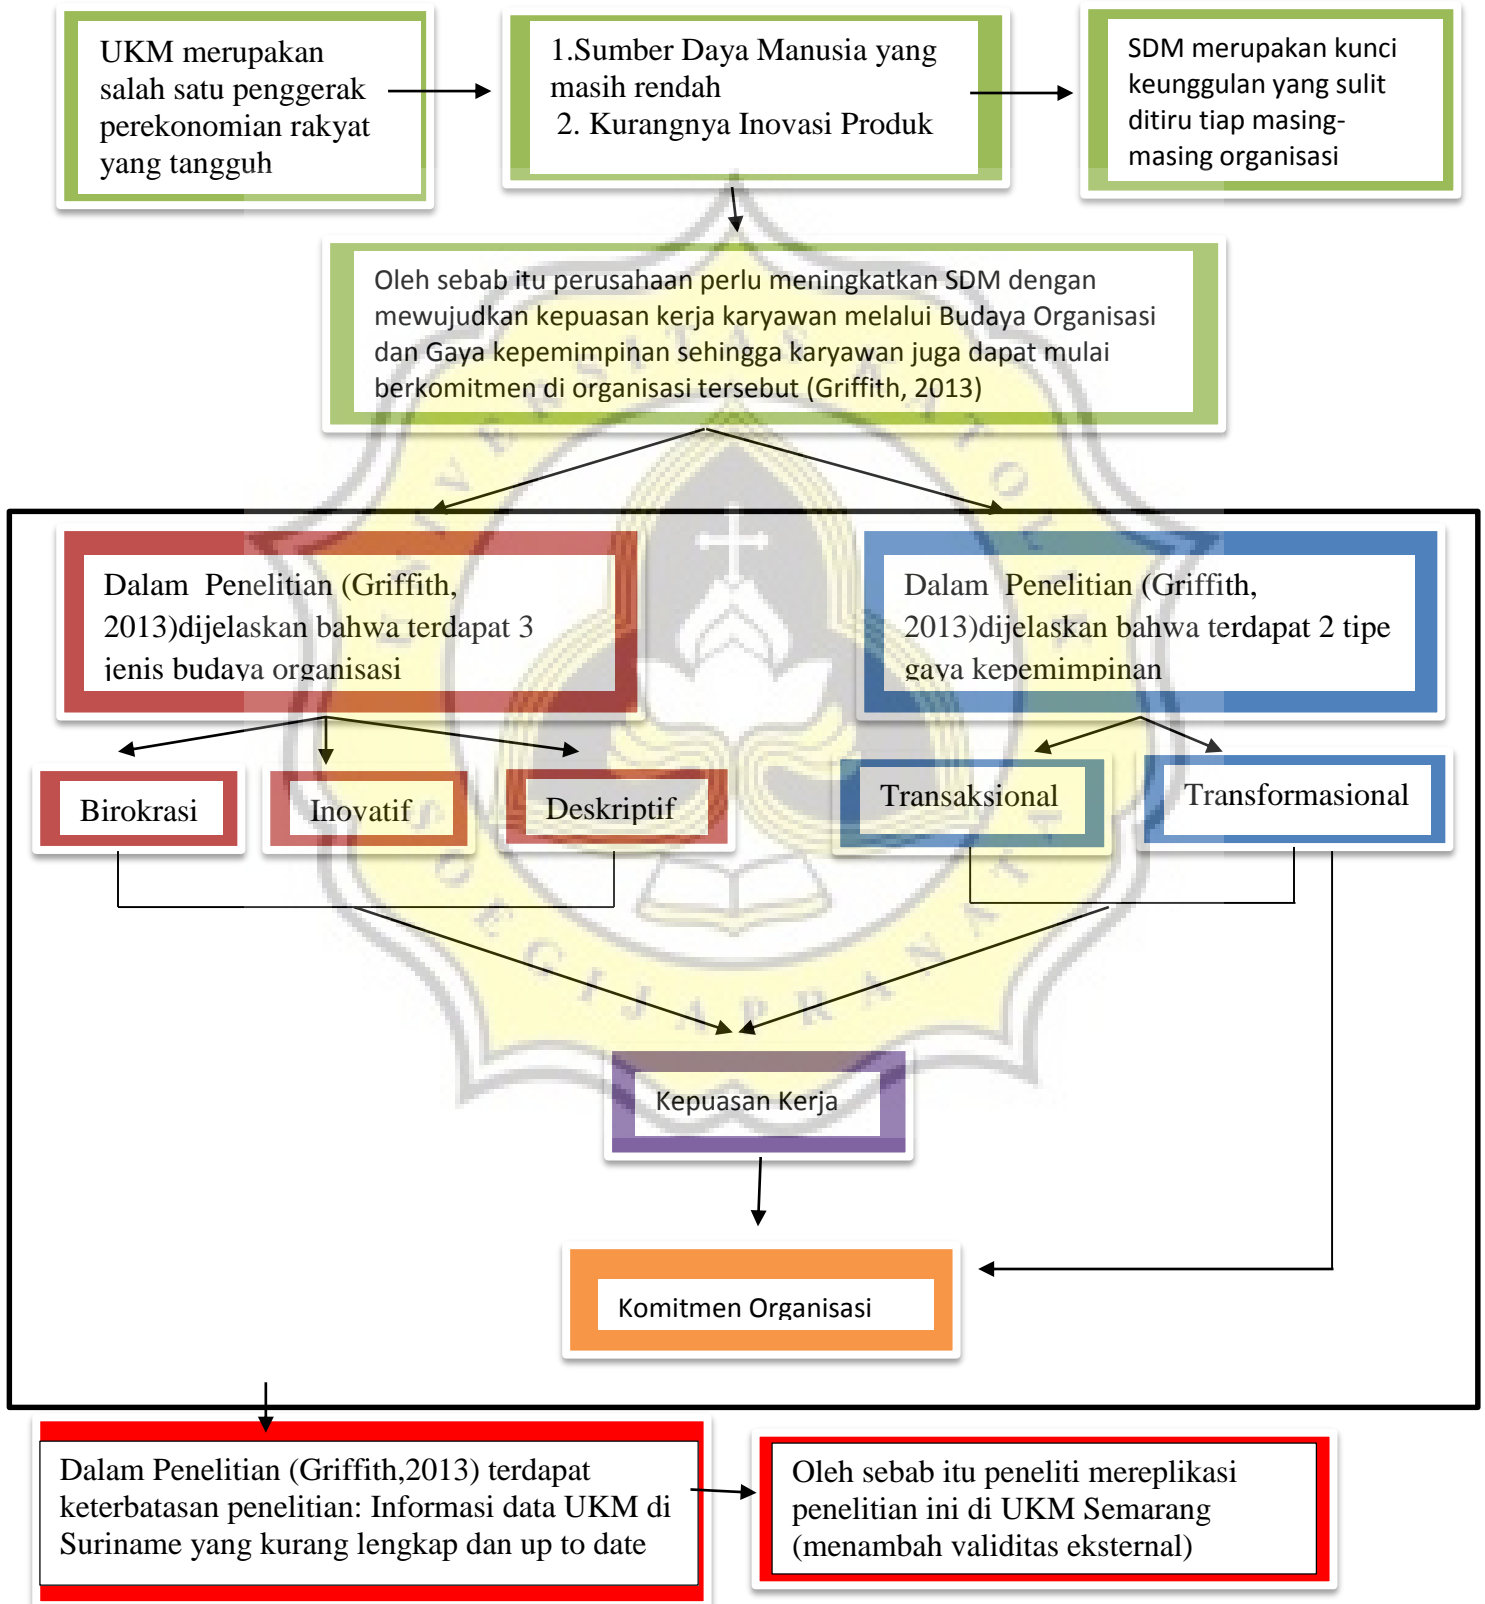 UKM merupakan
salah satu penggerak
perekonomian rakyat
yang tangguh
1.Sumber Daya Manusia yang
masih rendah
2. Kurangnya Inovasi Produk
SDM merupakan kunci
keunggulan yang sulit
ditiru tiap masing-
masing organisasi
Oleh sebab itu perusahaan perlu meningkatkan SDM dengan
mewujudkan kepuasan kerja karyawan melalui Budaya Organisasi
dan Gaya kepemimpinan sehingga karyawan juga dapat mulai
berkomitmen di organisasi tersebut (Griffith, 2013)
UNIVERSITAS KATOLIK
Dalam Penelitian (Griffith,
2013)dijelaskan bahwa terdapat 3
jenis budaya organisasi
Dalam Penelitian (Griffith,
2013)dijelaskan bahwa terdapat 2 tipe
gaya kepemimpinan
Birokrasi
Inovatif
Deskriptif
Transaksional
Transformasional
SOEGIJAPRANATA
Kepuasan Kerja
Komitmen Organisasi
Dalam Penelitian (Griffith,2013) terdapat
keterbatasan penelitian: Informasi data UKM di
Suriname yang kurang lengkap dan up to date
Oleh sebab itu peneliti mereplikasi
penelitian ini di UKM Semarang
(menambah validitas eksternal)